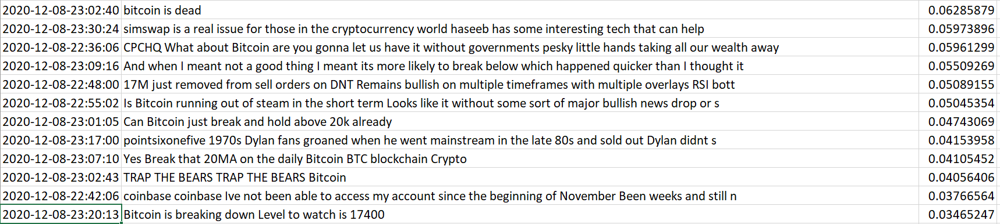 2020-12-08-23:02:40 bitcoin is dead 0.06285879
2020-12-08-23:30:24 simswap is a real issue for those in the cryptocurrency world haseeb has some interesting tech that can help 0.05973896
2020-12-08-22:36:06 CPCHQ What about Bitcoin are you gonna let us have it without governments pesky little hands taking all our wealth away 0.05961299
2020-12-08-23:09:16 And when I meant not a good thing I meant its more likely to break below which happened quicker than I thought it 0.05509269
2020-12-08-22:48:00 17M just removed from sell orders on DNT Remains bullish on multiple timeframes with multiple overlays RSI bott 0.05089155
2020-12-08-22:55:02 Is Bitcoin running out of steam in the short term Looks like it without some sort of major bullish news drop or s 0.05045354
2020-12-08-23:01:05 Can Bitcoin just break and hold above 20k already 0.04743069
2020-12-08-23:17:00 pointsixonefive 1970s Dylan fans groaned when he went mainstream in the late 80s and sold out Dylan didnt s 0.04153958
2020-12-08-23:07:10 Yes Break that 20MA on the daily Bitcoin BTC blockchain Crypto 0.04105452
2020-12-08-23:02:43 TRAP THE BEARS TRAP THE BEARS Bitcoin 0.04056406
2020-12-08-22:42:06 coinbase coinbase Ive not been able to access my account since the beginning of November Been weeks and still n 0.03766564
2020-12-08-23:20:13 Bitcoin is breaking down Level to watch is 17400 0.03465247